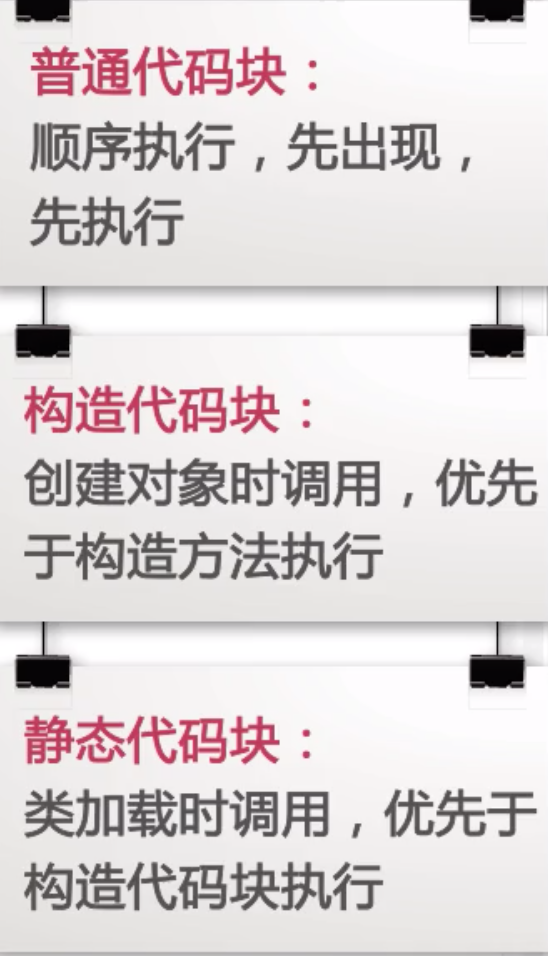 普通代码块：
顺序执行，先出现，
先执行
构造代码块：
创建对象时调用，优先
于构造方法执行
静态代码块：
类加载时调用，优先于
构造代码块执行